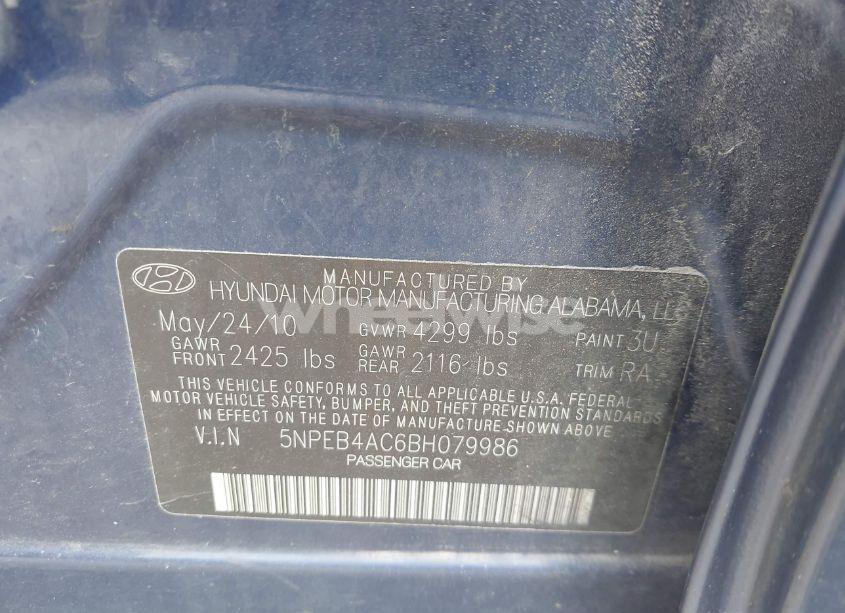 MANUFACTURED BY
HYUNDAI MOTOR MANUFACTURING ALABAMA, LLC
May/24/10 GVWR 4299 lbs PAINT 3U
GAWR FRONT 2425 lbs GAWR REAR 2116 lbs TRIM RA
THIS VEHICLE CONFORMS TO ALL APPLICABLE U.S.A. FEDERAL
MOTOR VEHICLE SAFETY, BUMPER, AND THEFT PREVENTION STANDARDS
IN EFFECT ON THE DATE OF MANUFACTURE SHOWN ABOVE
V.I.N 5NPEB4AC6BH079986
PASSENGER CAR
wheelwise